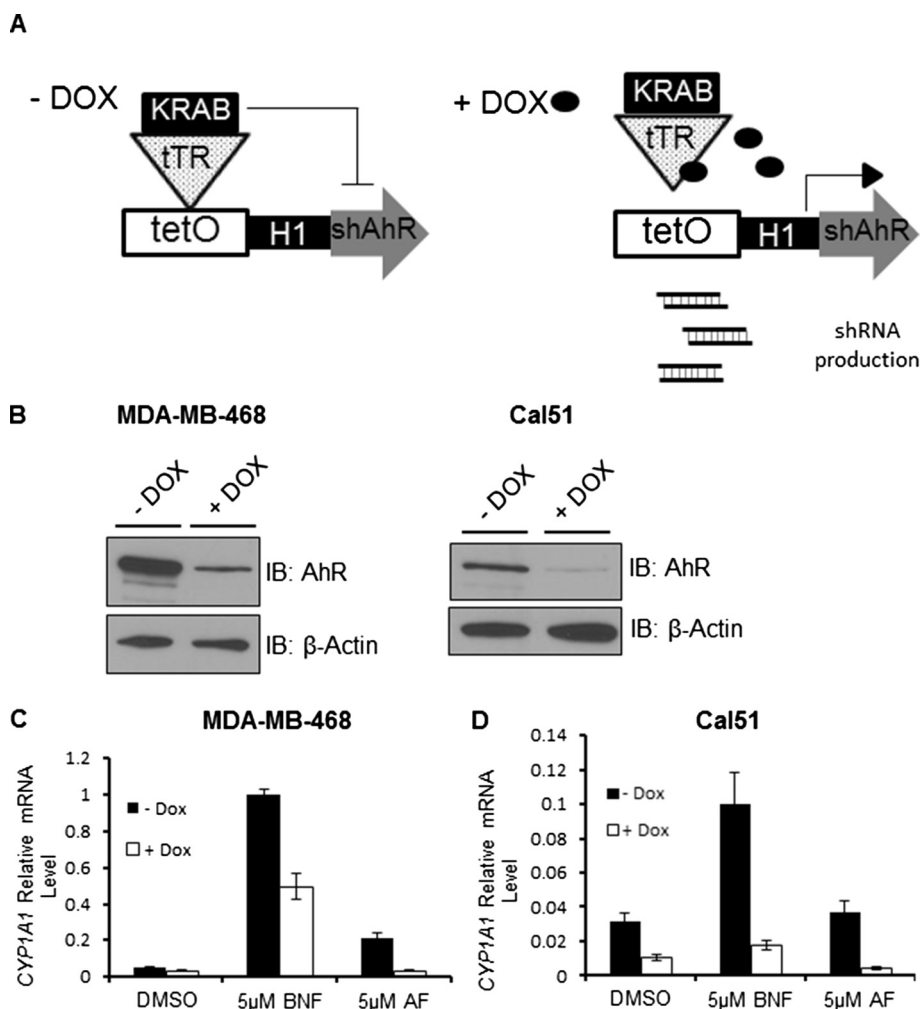 A
- DOX
KRAB
tTR
tetO
H1
shAhR
+ DOX
KRAB
tTR
tetO
H1
shAhR
shRNA
production
B
MDA-MB-468
- DOX
+ DOX
IB: AhR
IB: β-Actin
Cal51
- DOX
+ DOX
IB: AhR
IB: β-Actin
C
MDA-MB-468
CYP1A1 Relative mRNA
Level
1.2
1
0.8
0.6
0.4
0.2
0
- Dox
+ Dox
DMSO
5µM BNF
5µM AF
D
Cal51
CYP1A1 Relative mRNA
Level
0.14
0.12
0.1
0.08
0.06
0.04
0.02
0
- Dox
+ Dox
DMSO
5µM BNF
5µM AF